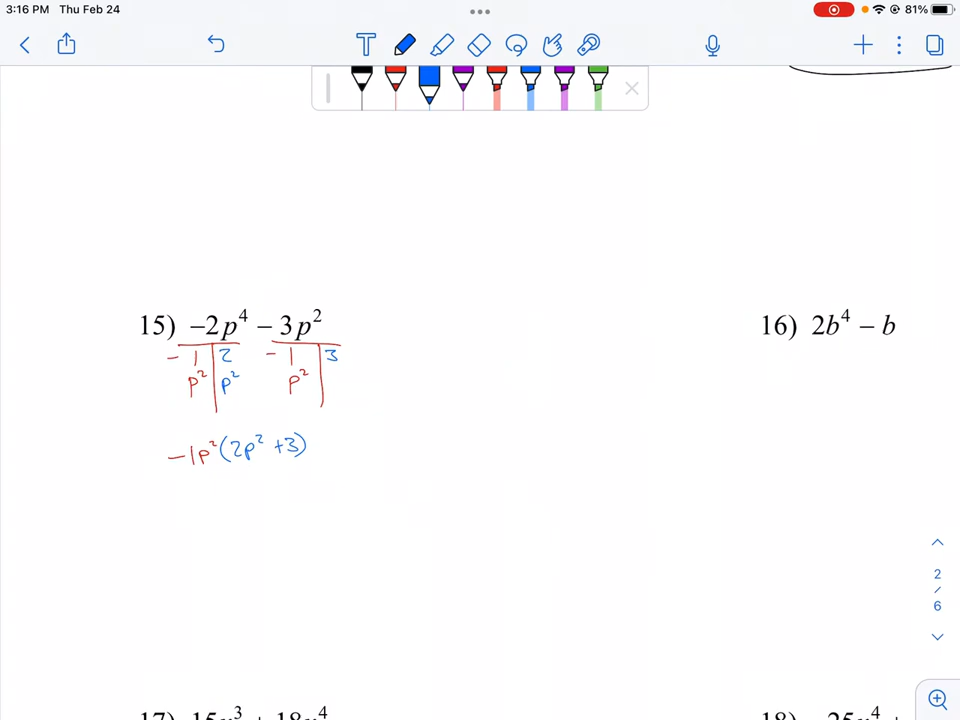 3:16 PM Thu Feb 24 81%
T
15) −2p⁴ − 3p² 16) 2b⁴ − b
− 1 | 2 − 1 | 3
p² | p² p² |
−1p²(2p² +3)
2
/
6